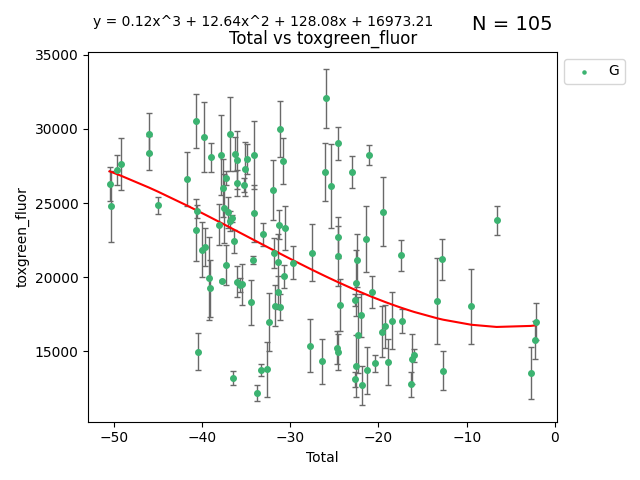 y = 0.12x^3 + 12.64x^2 + 128.08x + 16973.21
N = 105
Total vs toxgreen_fluor
G
35000
30000
25000
20000
15000
toxgreen_fluor
−50 −40 −30 −20 −10 0
Total